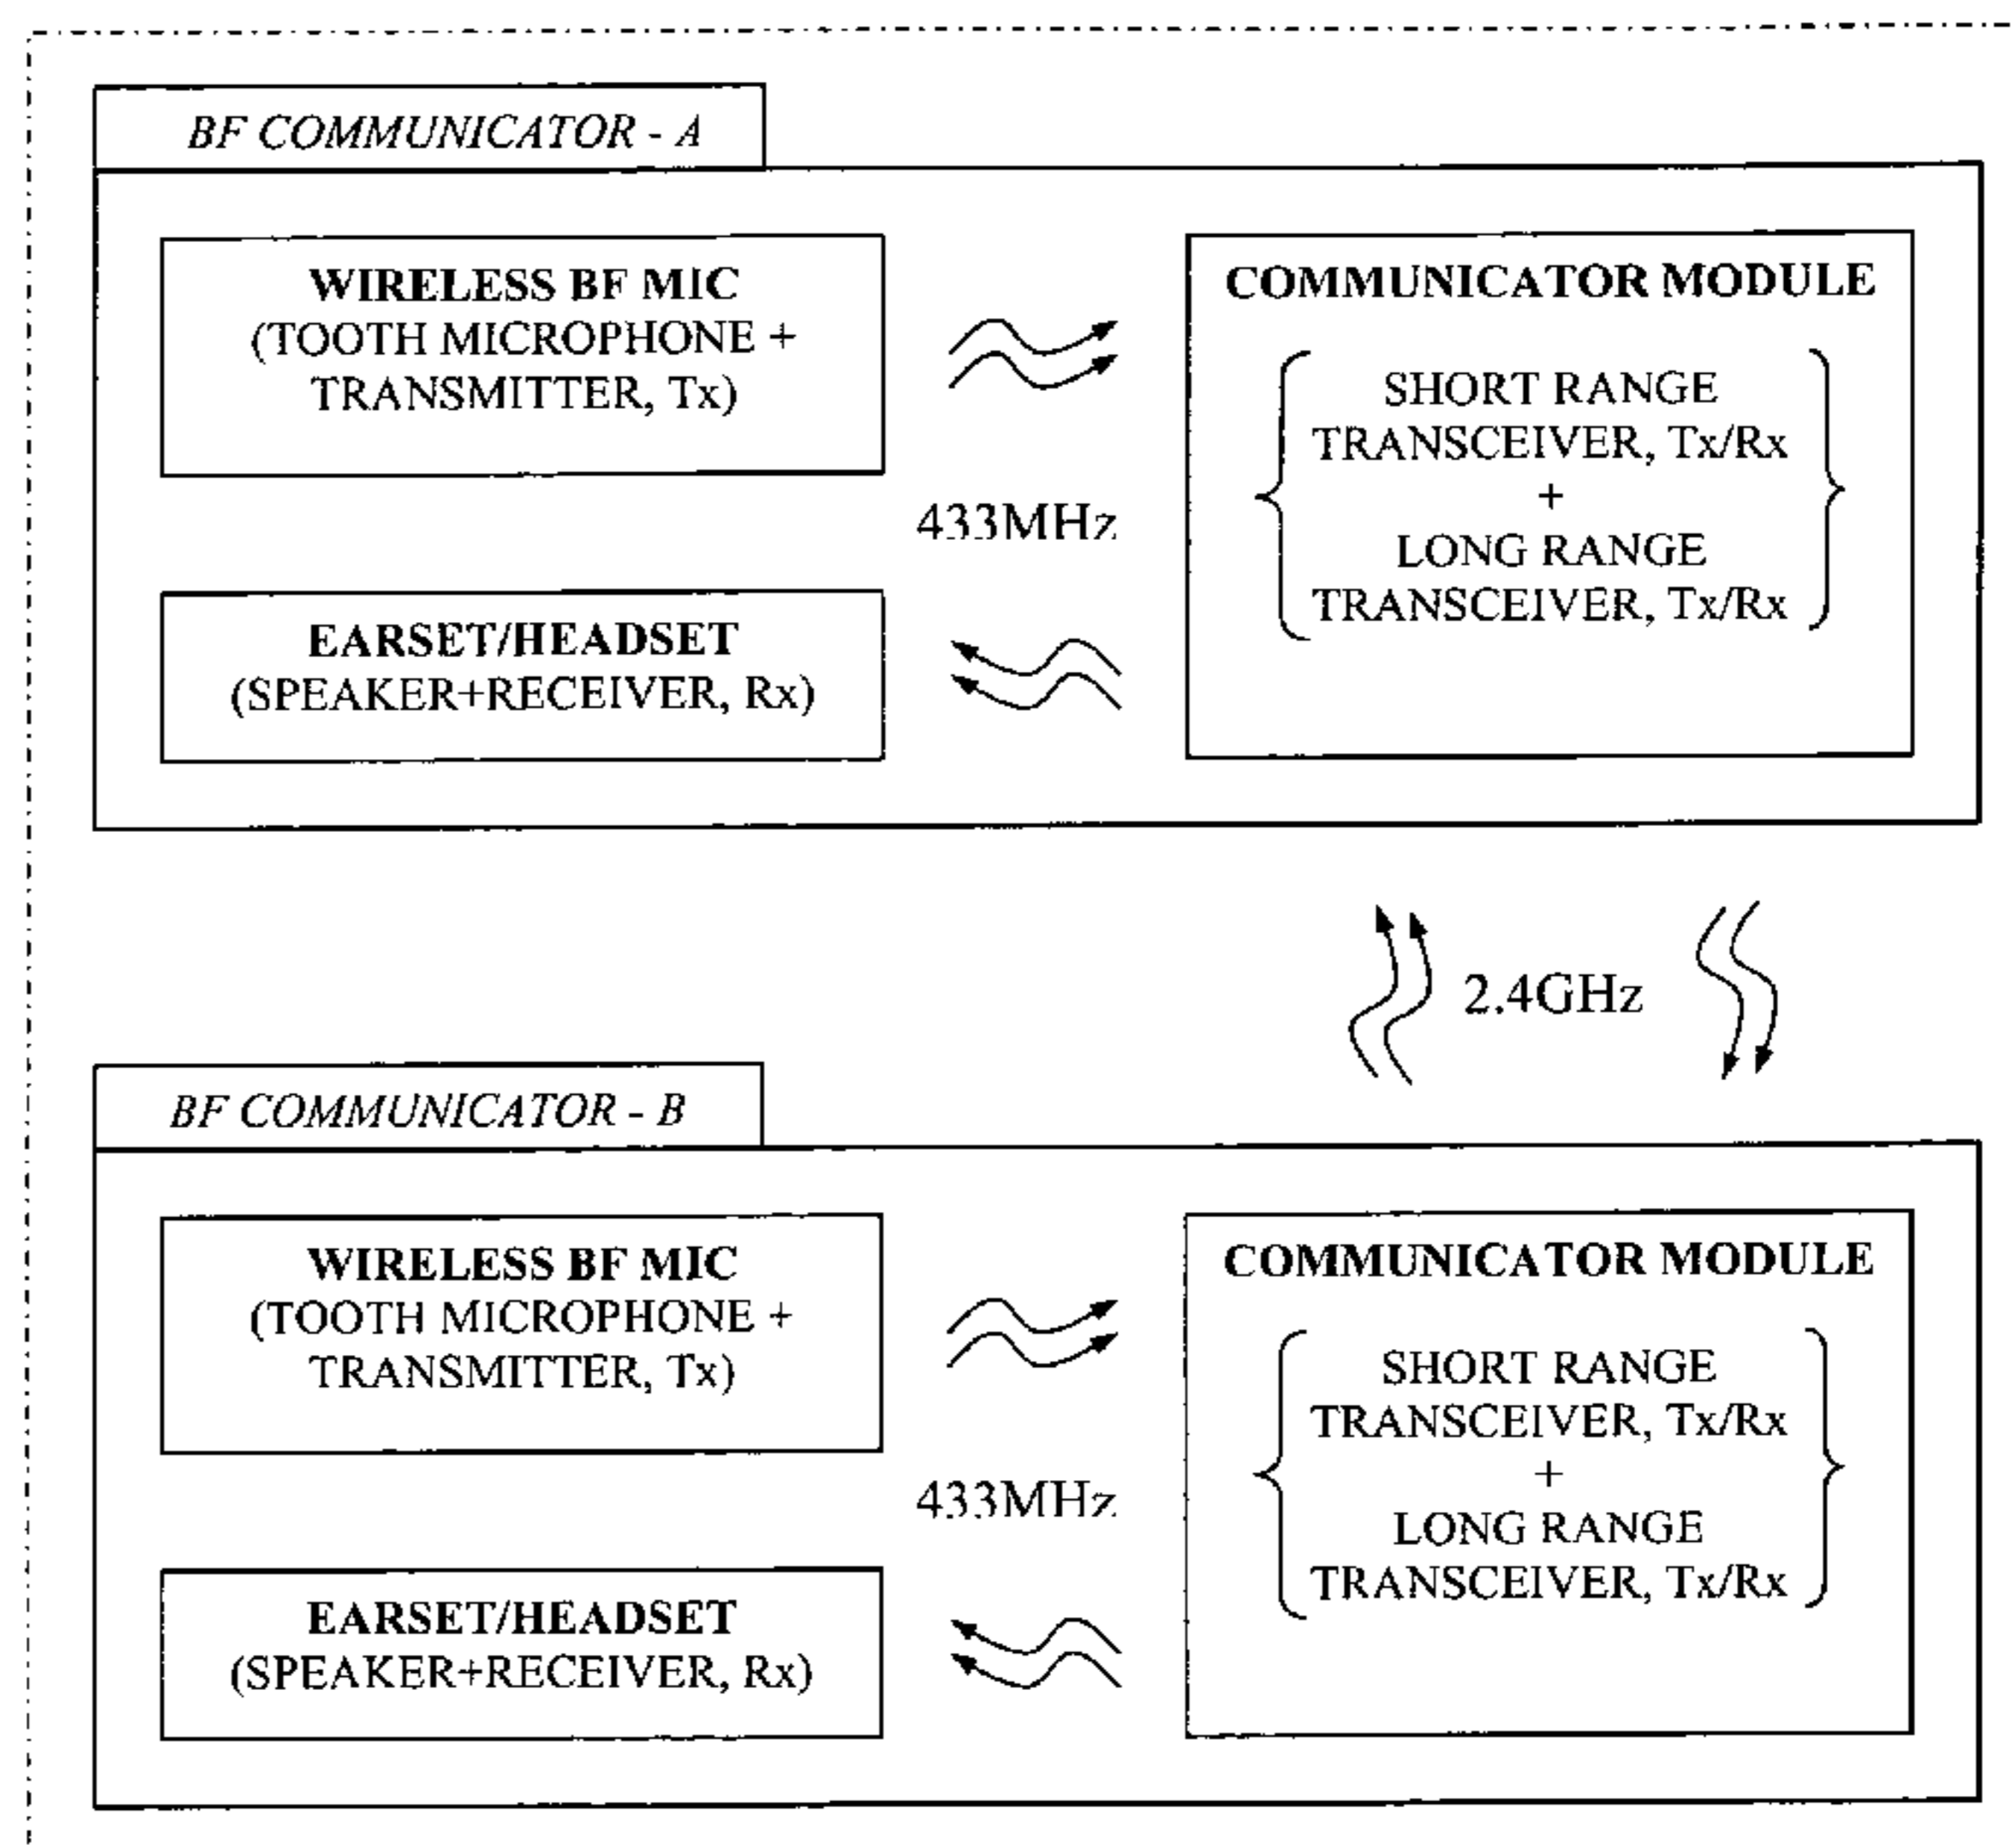 BF COMMUNICATOR - A
WIRELESS BF MIC
(TOOTH MICROPHONE +
TRANSMITTER, Tx)
433MHz
EARSET/HEADSET
(SPEAKER+RECEIVER, Rx)
COMMUNICATOR MODULE
SHORT RANGE
TRANSCEIVER, Tx/Rx
+
LONG RANGE
TRANSCEIVER, Tx/Rx
2.4GHz
BF COMMUNICATOR - B
WIRELESS BF MIC
(TOOTH MICROPHONE +
TRANSMITTER, Tx)
433MHz
EARSET/HEADSET
(SPEAKER+RECEIVER, Rx)
COMMUNICATOR MODULE
SHORT RANGE
TRANSCEIVER, Tx/Rx
+
LONG RANGE
TRANSCEIVER, Tx/Rx